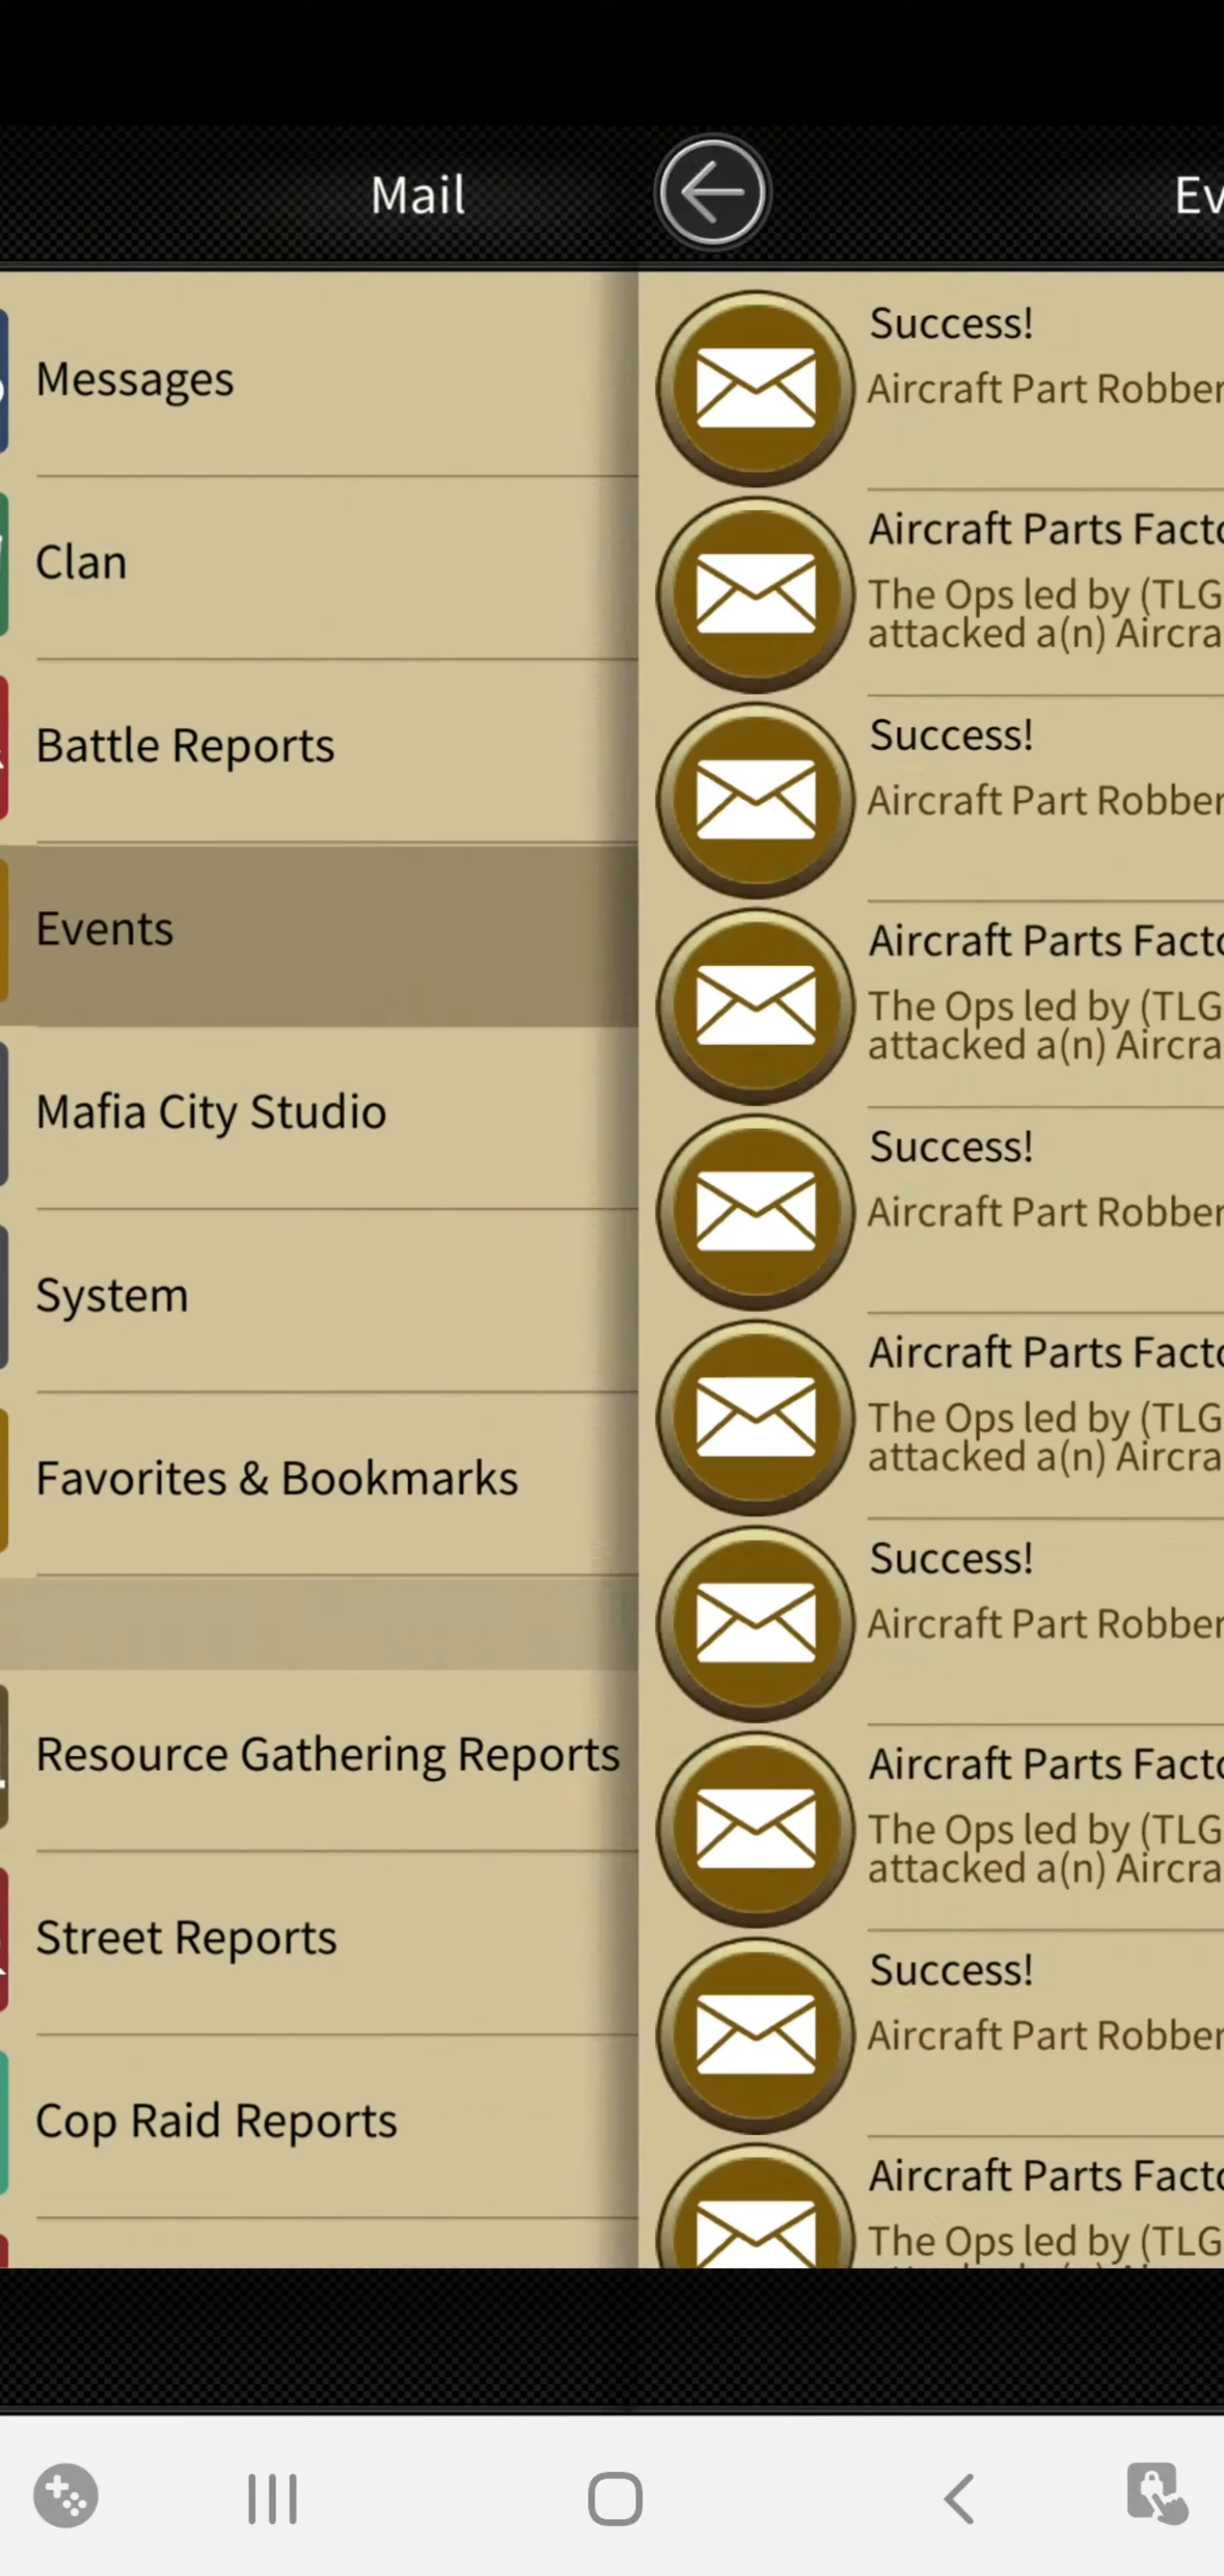 Mail
Messages
Clan
Battle Reports
Events
Mafia City Studio
System
Favorites & Bookmarks
Resource Gathering Reports
Street Reports
Cop Raid Reports
Ev
Success!
Aircraft Part Robber
Aircraft Parts Facto
The Ops led by (TLG
attacked a(n) Aircra
Success!
Aircraft Part Robber
Aircraft Parts Facto
The Ops led by (TLG
attacked a(n) Aircra
Success!
Aircraft Part Robber
Aircraft Parts Facto
The Ops led by (TLG
attacked a(n) Aircra
Success!
Aircraft Part Robber
Aircraft Parts Facto
The Ops led by (TLG
attacked a(n) Aircra
Success!
Aircraft Part Robber
Aircraft Parts Facto
The Ops led by (TLG